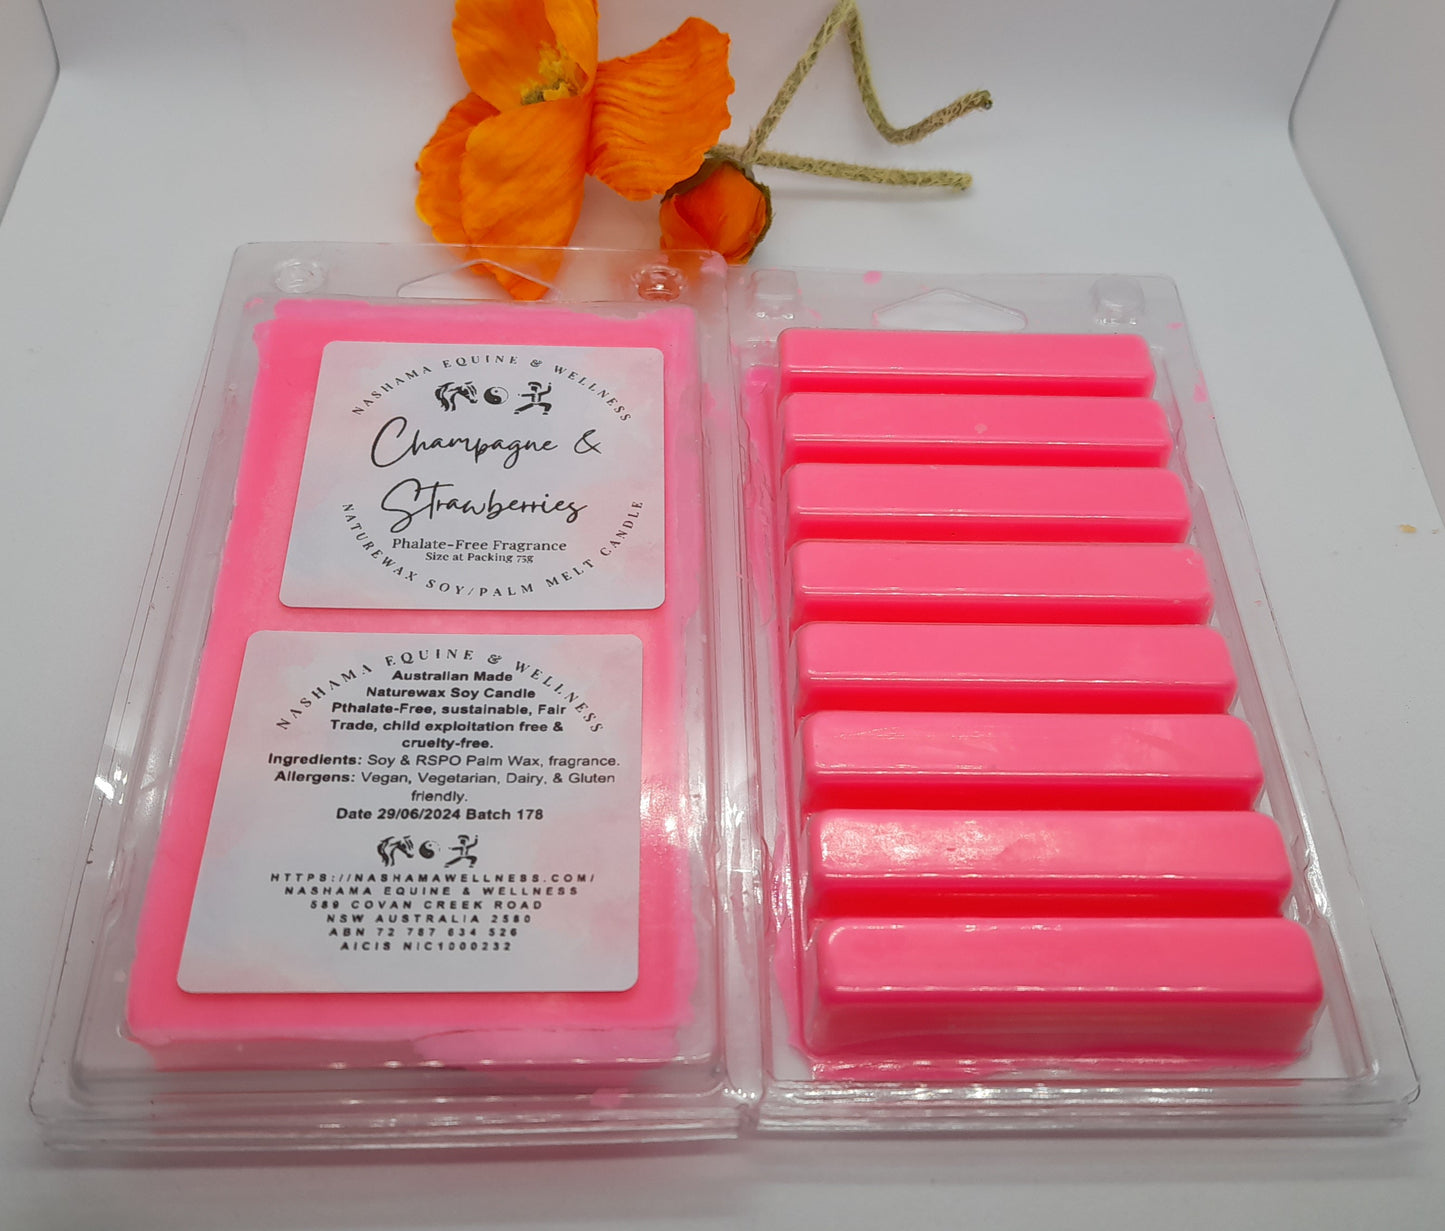 NASHAMA EQUINE & WELLNESS
Champagne &
Strawberries
Phalate-Free Fragrance
Size at Packing 75g
NATUREWAX SOY/PALM MELT CANDLE
NASHAMA EQUINE & WELLNESS
Australian Made
Naturewax Soy Candle
Pthalate-Free, sustainable, Fair
Trade, child exploitation free &
cruelty-free.
Ingredients: Soy & RSPO Palm Wax, fragrance.
Allergens: Vegan, Vegetarian, Dairy, & Gluten
friendly.
Date 29/06/2024 Batch 178
HTTPS://NASHAMAWELLNESS.COM/
NASHAMA EQUINE & WELLNESS
589 COVAN CREEK ROAD
NSW AUSTRALIA 2580
ABN 72 787 634 526
AICIS NIC1000232